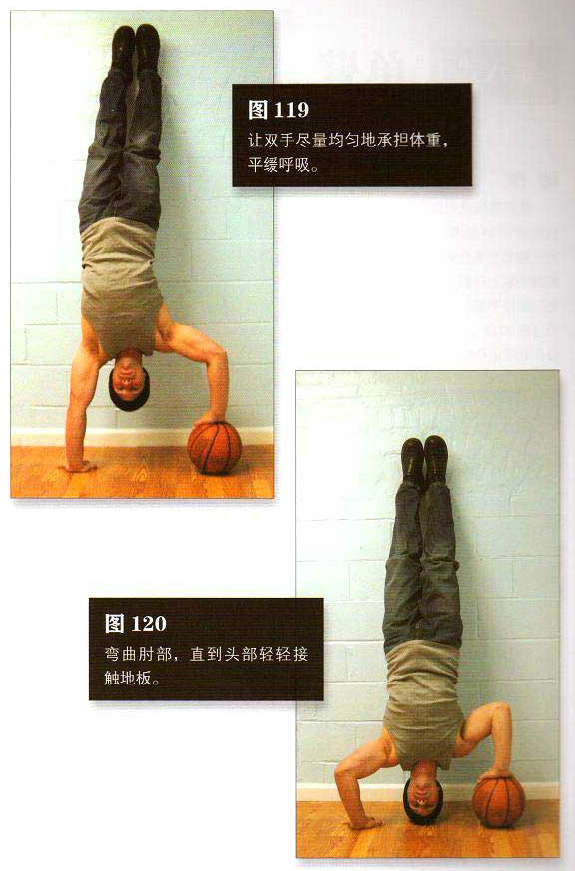 图 119
让双手尽量均匀地承担体重，
平缓呼吸。
图 120
弯曲肘部，直到头部轻轻接
触地板。